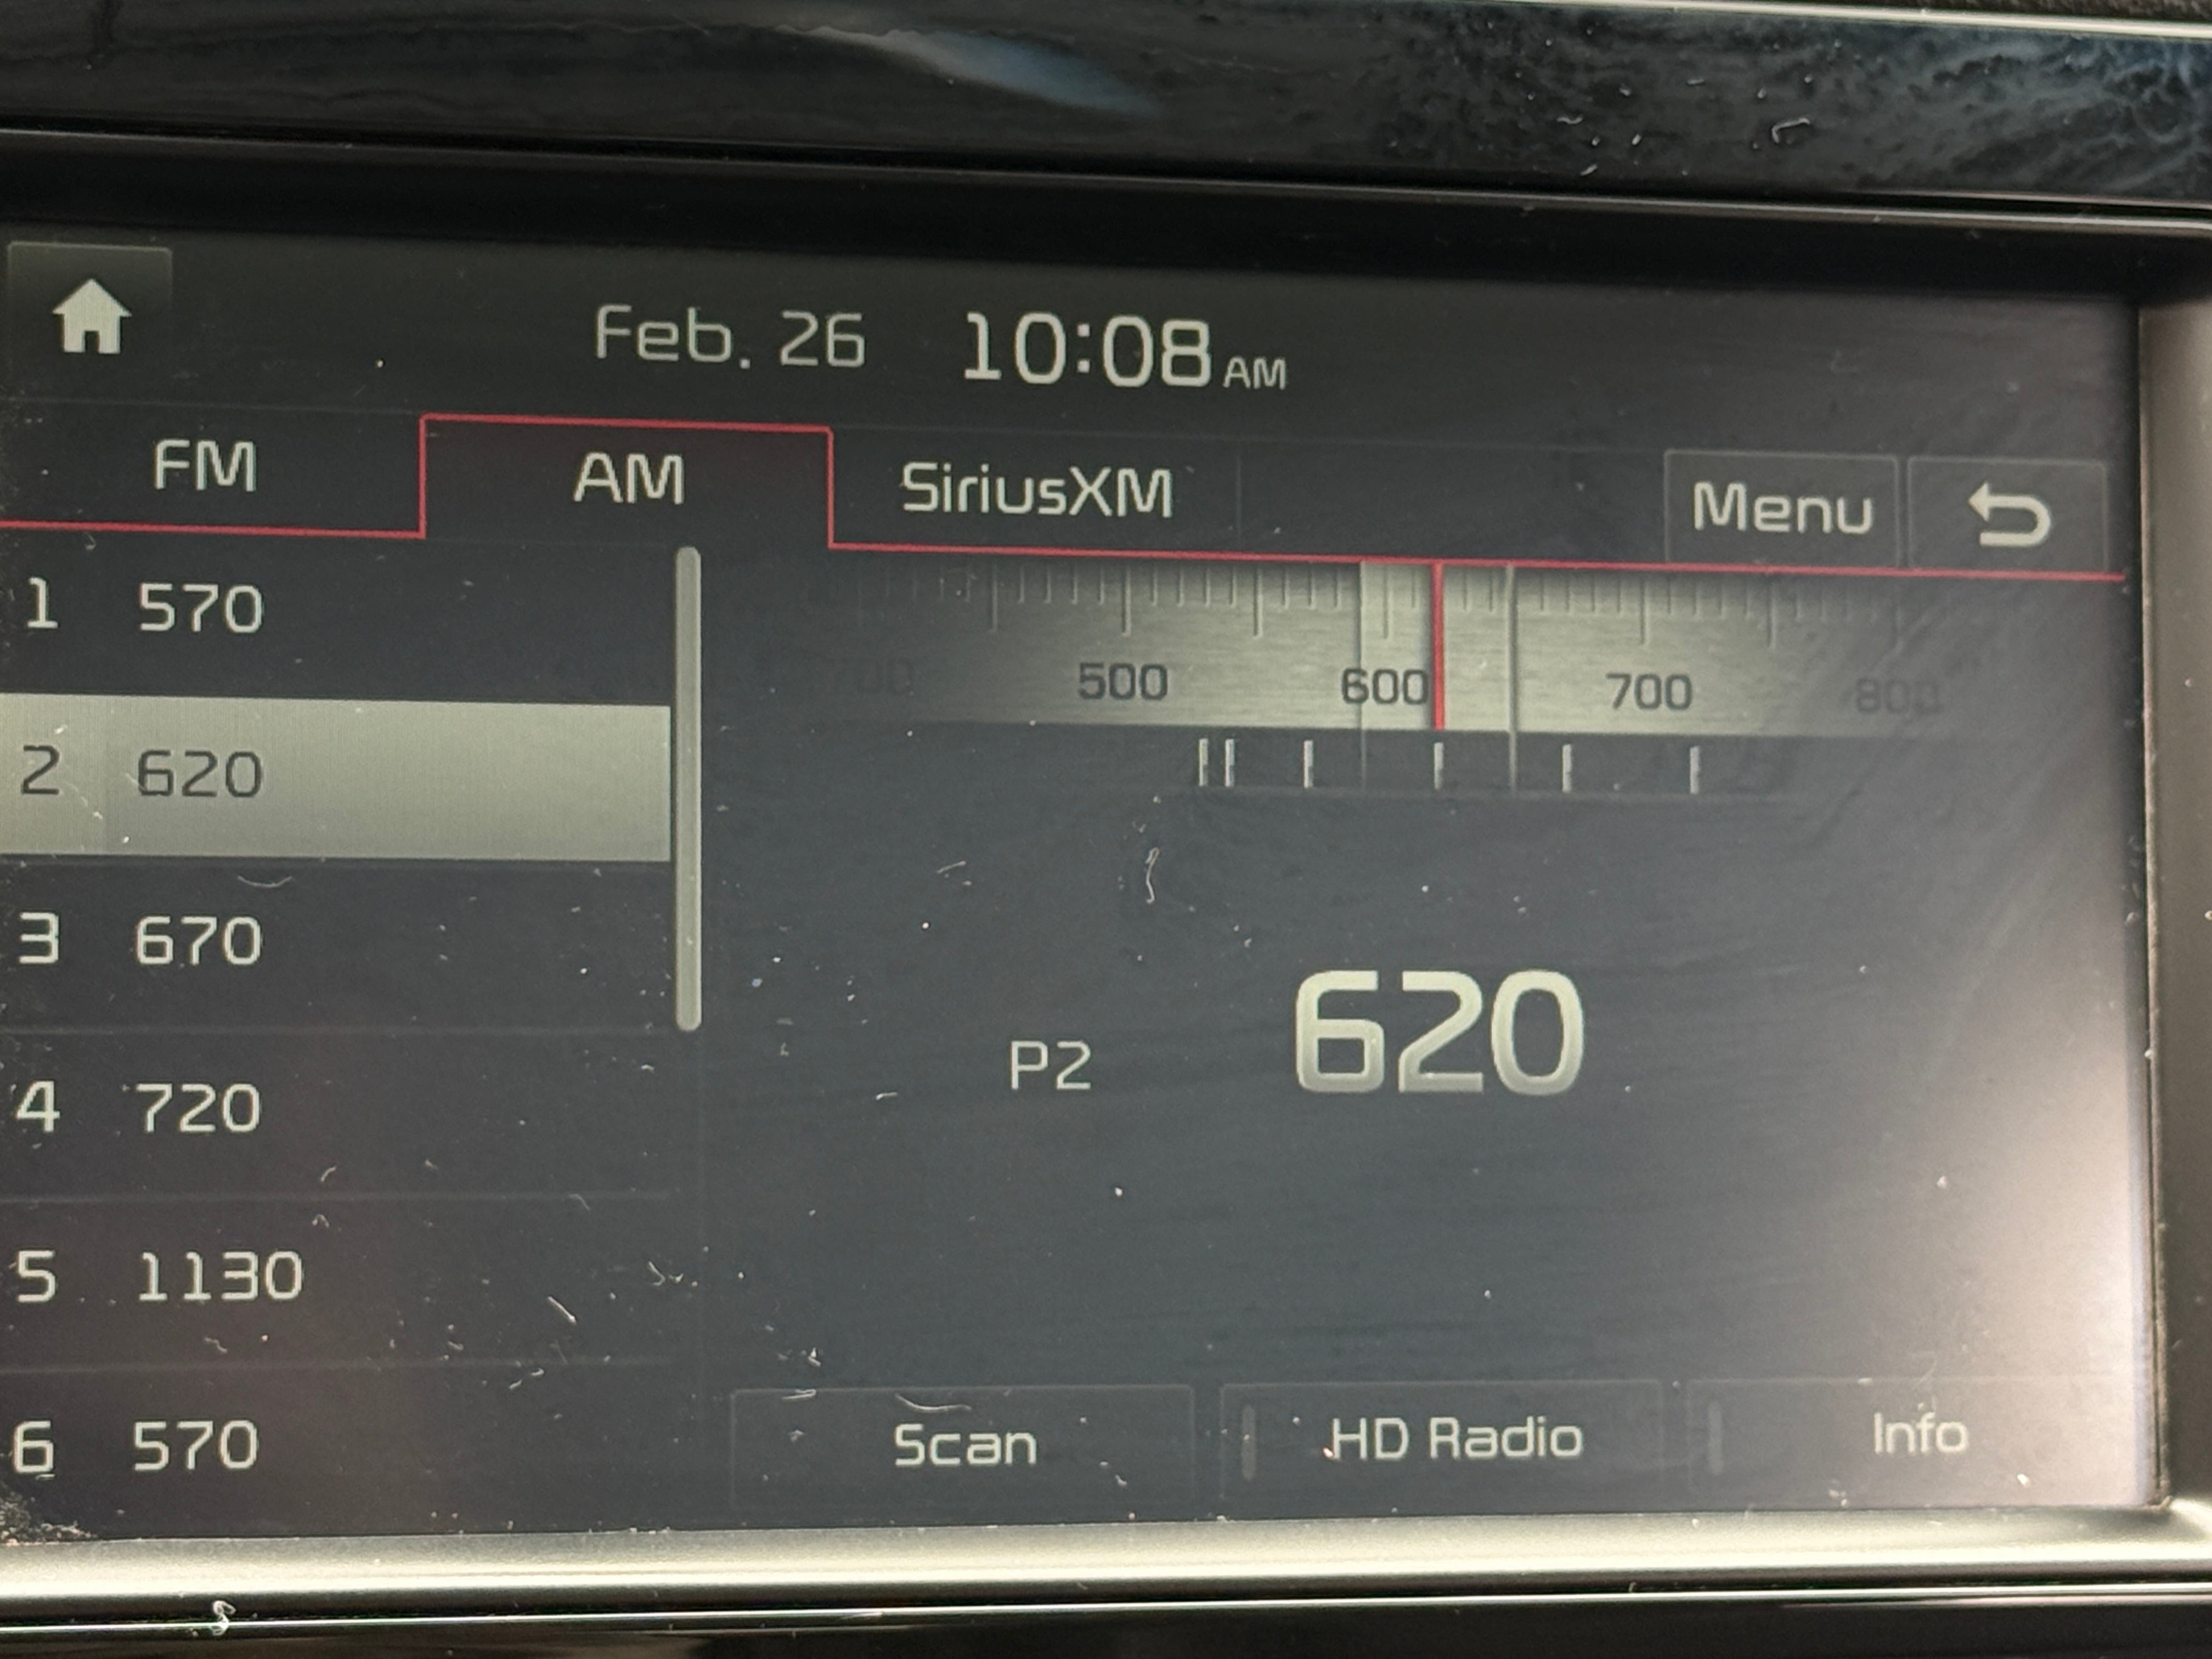 Feb. 26 10:08 AM
FM AM SiriusXM Menu
1 570
2 620
3 670
4 720
5 1130
6 570
500 600 700 800
P2 620
Scan HD Radio Info